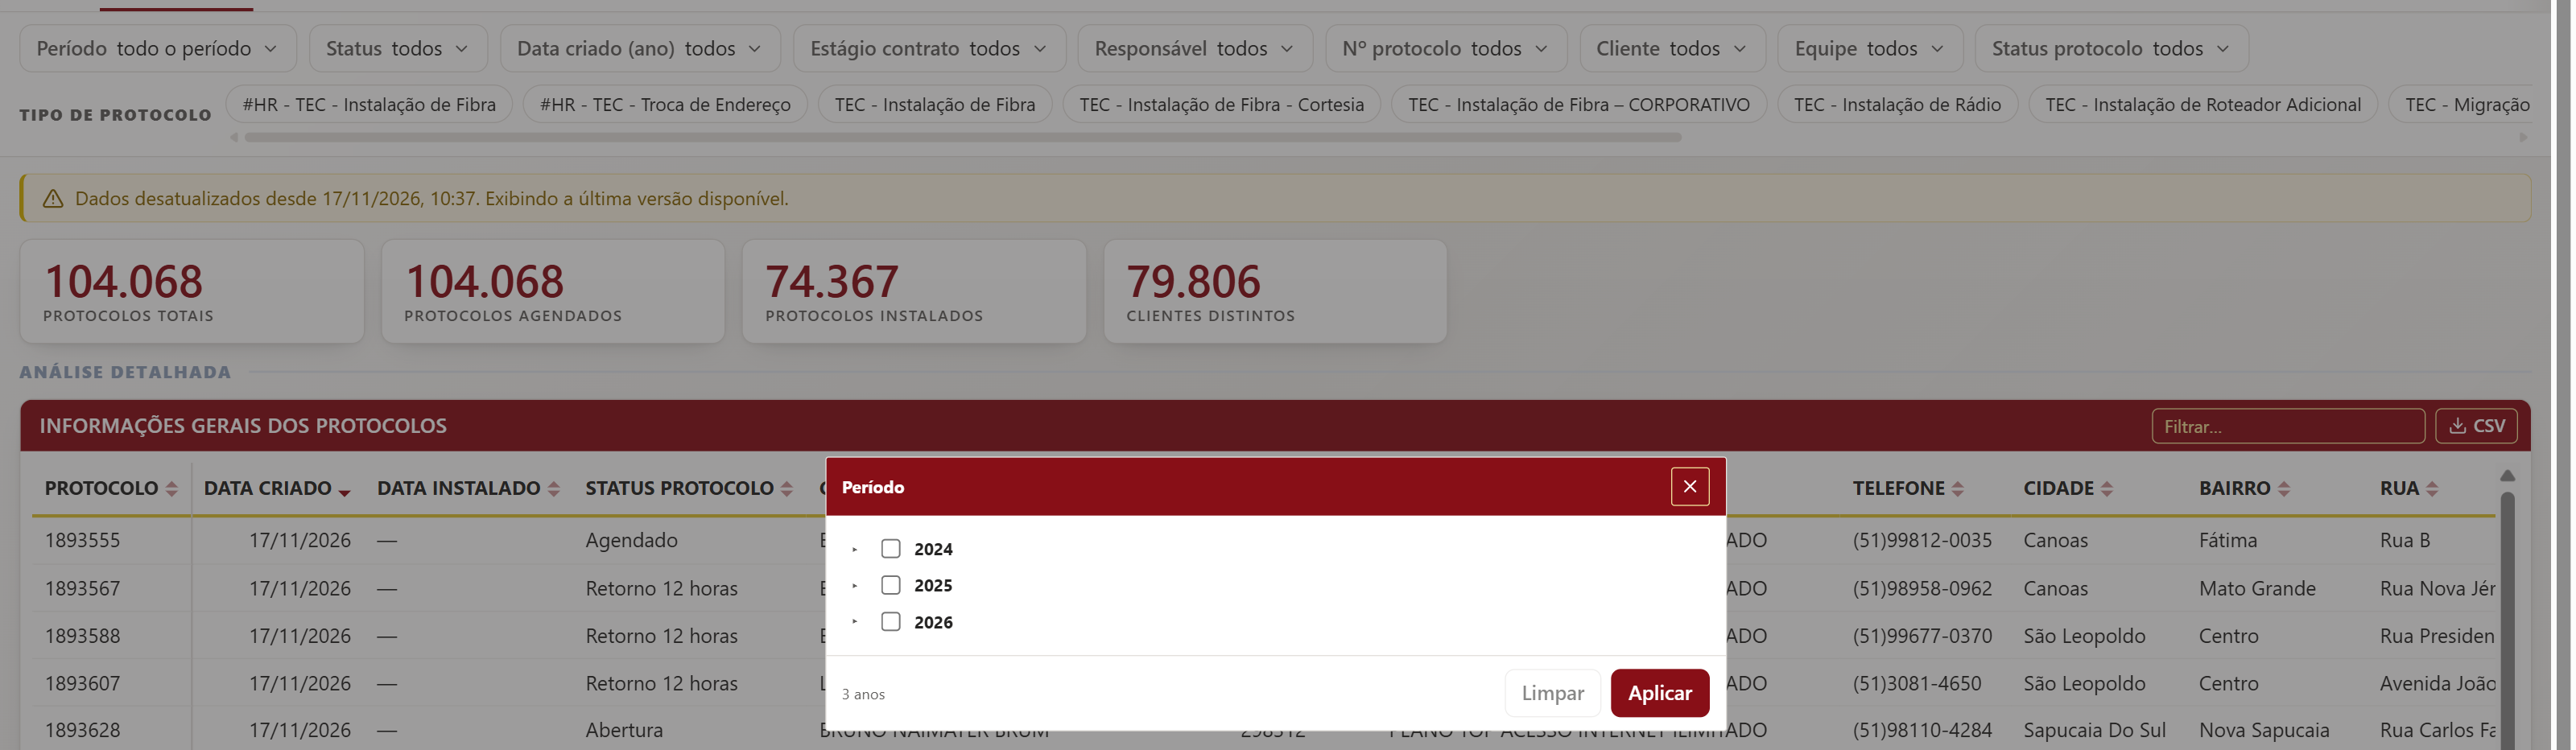 Período todo o período Status todos Data criado (ano) todos Estágio contrato todos Responsável todos Nº protocolo todos Cliente todos Equipe todos Status protocolo todos
TIPO DE PROTOCOLO #HR - TEC - Instalação de Fibra #HR - TEC - Troca de Endereço TEC - Instalação de Fibra TEC - Instalação de Fibra - Cortesia TEC - Instalação de Fibra – CORPORATIVO TEC - Instalação de Rádio TEC - Instalação de Roteador Adicional TEC - Migração
Dados desatualizados desde 17/11/2026, 10:37. Exibindo a última versão disponível.
104.068 104.068 74.367 79.806
PROTOCOLOS TOTAIS PROTOCOLOS AGENDADOS PROTOCOLOS INSTALADOS CLIENTES DISTINTOS
ANÁLISE DETALHADA
INFORMAÇÕES GERAIS DOS PROTOCOLOS Filtrar... CSV
PROTOCOLO DATA CRIADO DATA INSTALADO STATUS PROTOCOLO TELEFONE CIDADE BAIRRO RUA
1893555 17/11/2026 — Agendado ADO (51)99812-0035 Canoas Fátima Rua B
1893567 17/11/2026 — Retorno 12 horas ADO (51)98958-0962 Canoas Mato Grande Rua Nova Jér
1893588 17/11/2026 — Retorno 12 horas ADO (51)99677-0370 São Leopoldo Centro Rua Presiden
1893607 17/11/2026 — Retorno 12 horas ADO (51)3081-4650 São Leopoldo Centro Avenida João
1893628 17/11/2026 — Abertura BRUNO NAIMAYER BRUM 298512 PLANO TOP ACESSO INTERNET ILIMITADO (51)98110-4284 Sapucaia Do Sul Nova Sapucaia Rua Carlos Fa
Período
2024
2025
2026
3 anos Limpar Aplicar